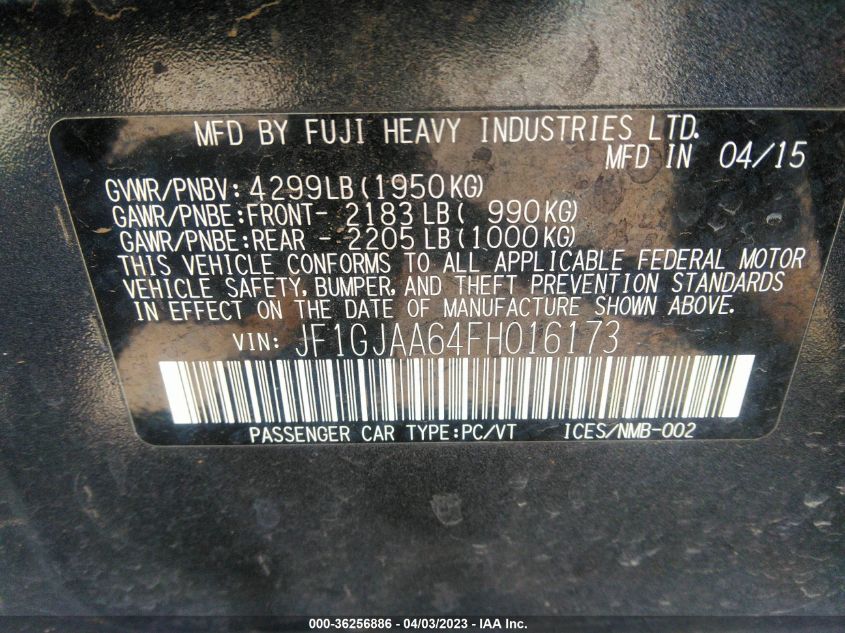 MFD BY FUJI HEAVY INDUSTRIES LTD.
MFD IN 04/15
GVWR/PNBV: 4299LB(1950KG)
GAWR/PNBE:FRONT- 2183LB( 990KG)
GAWR/PNBE:REAR - 2205LB(1000KG)
THIS VEHICLE CONFORMS TO ALL APPLICABLE FEDERAL MOTOR
VEHICLE SAFETY, BUMPER, AND THEFT PREVENTION STANDARDS
IN EFFECT ON THE DATE OF MANUFACTURE SHOWN ABOVE.
VIN: JF1GJAA64FH016173
PASSENGER CAR TYPE:PC/VT ICES/NMB-002
000-36256886 - 04/03/2023 - IAA Inc.